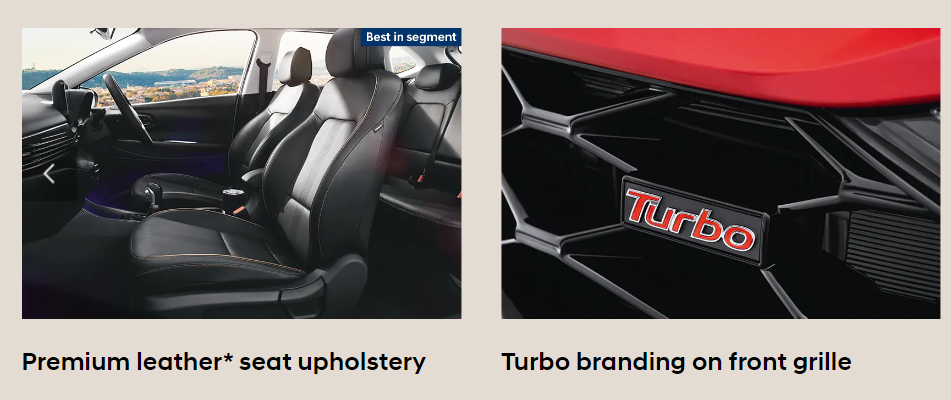 Best in segment
Turbo
Premium leather* seat upholstery
Turbo branding on front grille